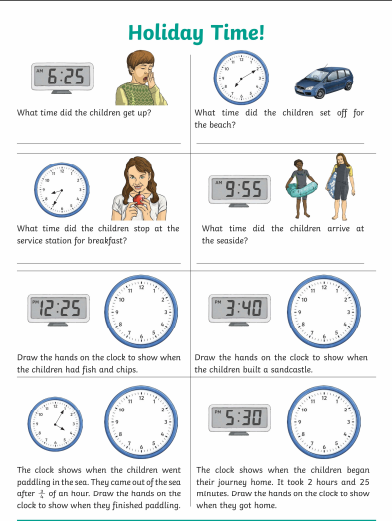 Holiday Time!
AM 6:25
What time did the children get up?
What time did the children set off for
the beach?
What time did the children stop at the
service station for breakfast?
AM 9:55
What time did the children arrive at
the seaside?
PM 12:25
Draw the hands on the clock to show when
the children had fish and chips.
PM 3:40
Draw the hands on the clock to show when
the children built a sandcastle.
The clock shows when the children went
paddling in the sea. They came out of the sea
after ¾ of an hour. Draw the hands on the
clock to show when they finished paddling.
PM 5:30
The clock shows when the children began
their journey home. It took 2 hours and 25
minutes. Draw the hands on the clock to show
when they got home.